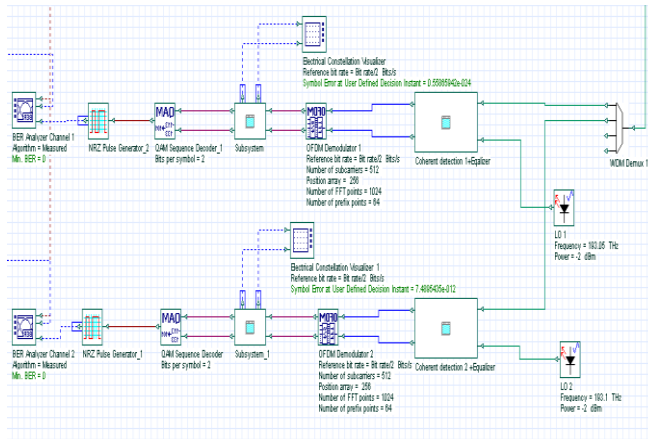 Electrical Constellation Visualizer
Reference bit rate = Bit rate/2 Bits/s
Symbol Error at User Defined Decision Instant =
BER Analyzer Channel 1
Algorithm = Measured
Min. BER = 0
NRZ Pulse Generator_2
MAD
QAM Sequence Decoder_1
Bits per symbol = 2
Subsystem
OFDM Demodulator 1
Reference bit rate = Bit rate/2 Bits/s
Number of subcarriers = 512
Position array = 256
Number of FFT points = 1024
Number of prefix points = 64
Coherent detection 1+Eqalizer
WDM Demux 1
LO 1
Frequency = 193.05 THz
Power = -2 dBm
Electrical Constellation Visualizer 1
Reference bit rate = Bit rate/2 Bits/s
Symbol Error at User Defined Decision Instant =
BER Analyzer Channel 2
Algorithm = Measured
Min. BER = 0
NRZ Pulse Generator_1
MAD
QAM Sequence Decoder
Bits per symbol = 2
Subsystem_1
OFDM Demodulator 2
Reference bit rate = Bit rate/2 Bits/s
Number of subcarriers = 512
Position array = 256
Number of FFT points = 1024
Number of prefix points = 64
Coherent detection 2 +Equalizer
LO 2
Frequency = 193.1 THz
Power = -2 dBm